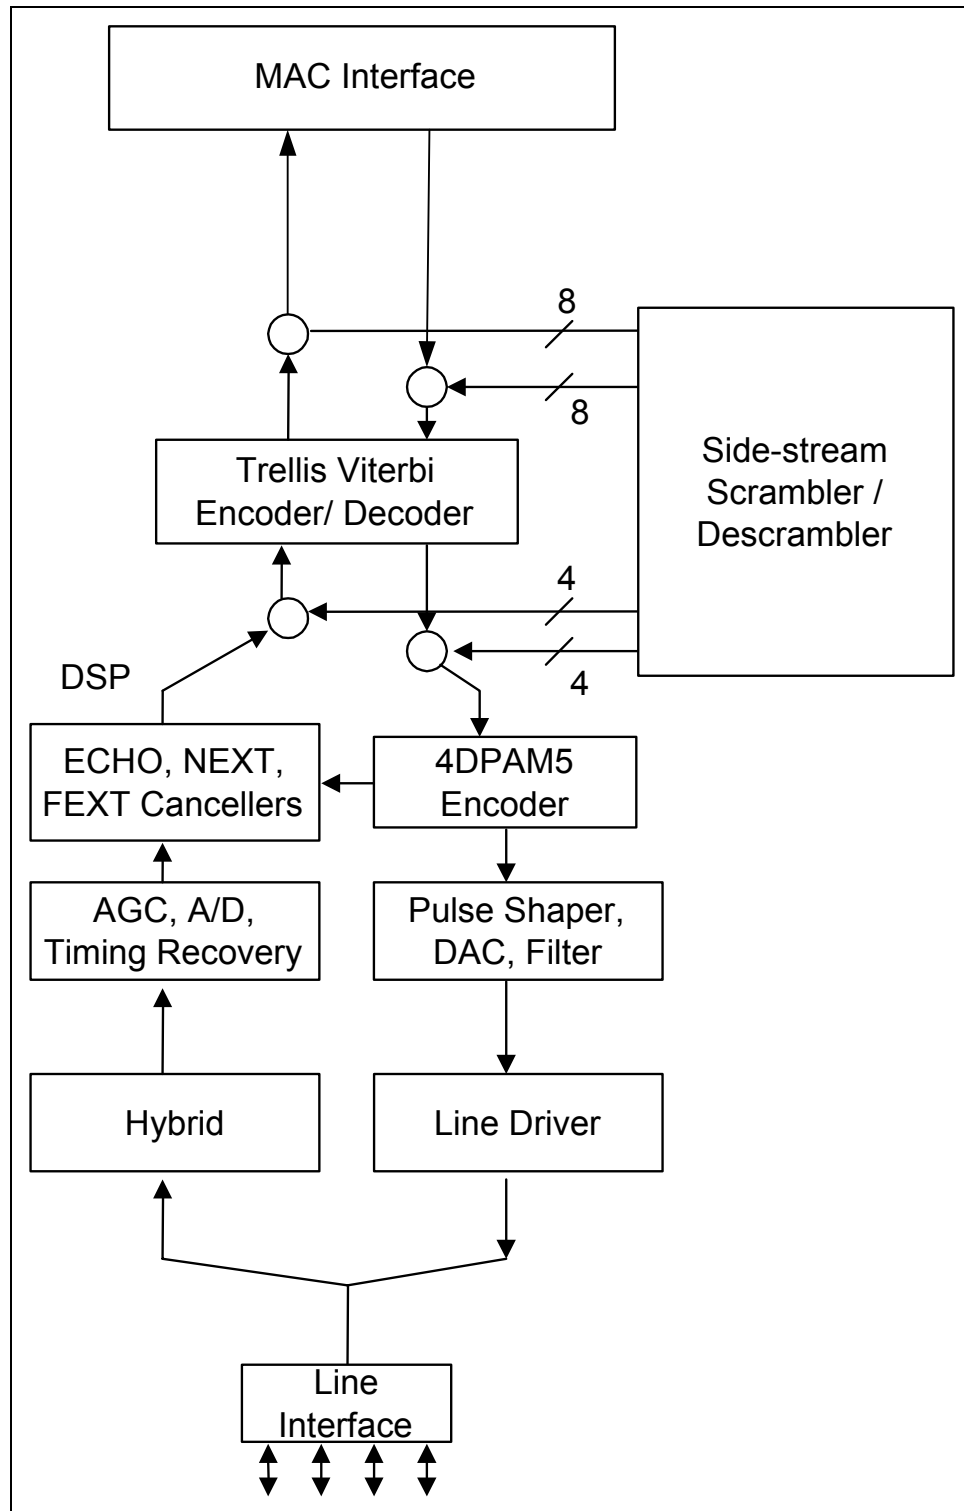 MAC Interface
8
8
Side-stream
Scrambler /
Descrambler
Trellis Viterbi
Encoder/ Decoder
4
4
DSP
ECHO, NEXT,
FEXT Cancellers
4DPAM5
Encoder
AGC, A/D,
Timing Recovery
Pulse Shaper,
DAC, Filter
Hybrid
Line Driver
Line
Interface